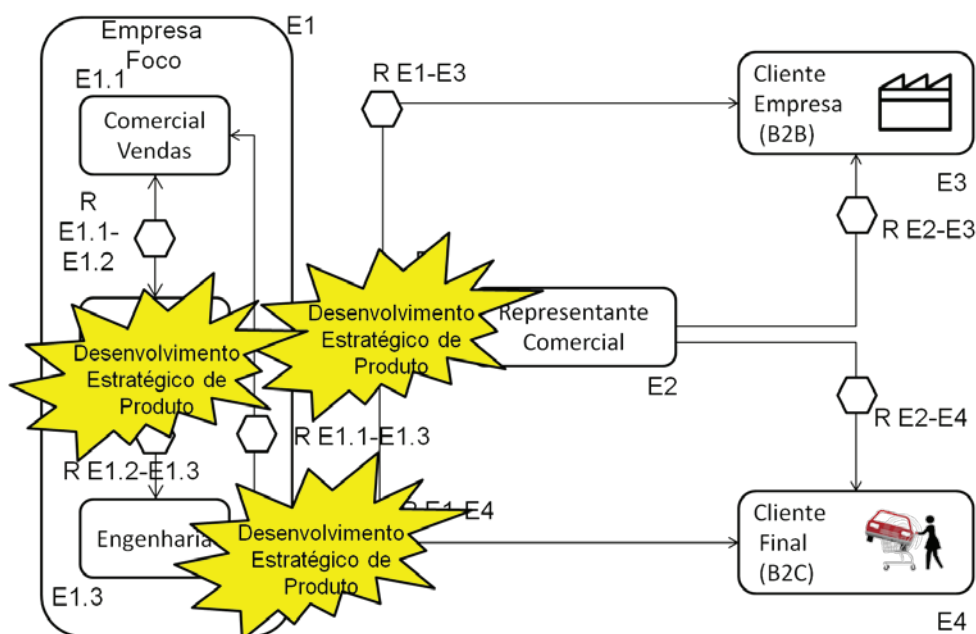 Empresa
Foco
E1
E1.1
Comercial
Vendas
R
E1.1-
E1.2
Desenvolvimento
Estratégico de
Produto
R E1.2-E1.3
Engenharia
E1.3
R E1.1-E1.3
R E1-E3
Desenvolvimento
Estratégico de
Produto
Representante
Comercial
E2
R E1-E4
Desenvolvimento
Estratégico de
Produto
Cliente
Empresa
(B2B)
E3
R E2-E3
R E2-E4
Cliente
Final
(B2C)
E4